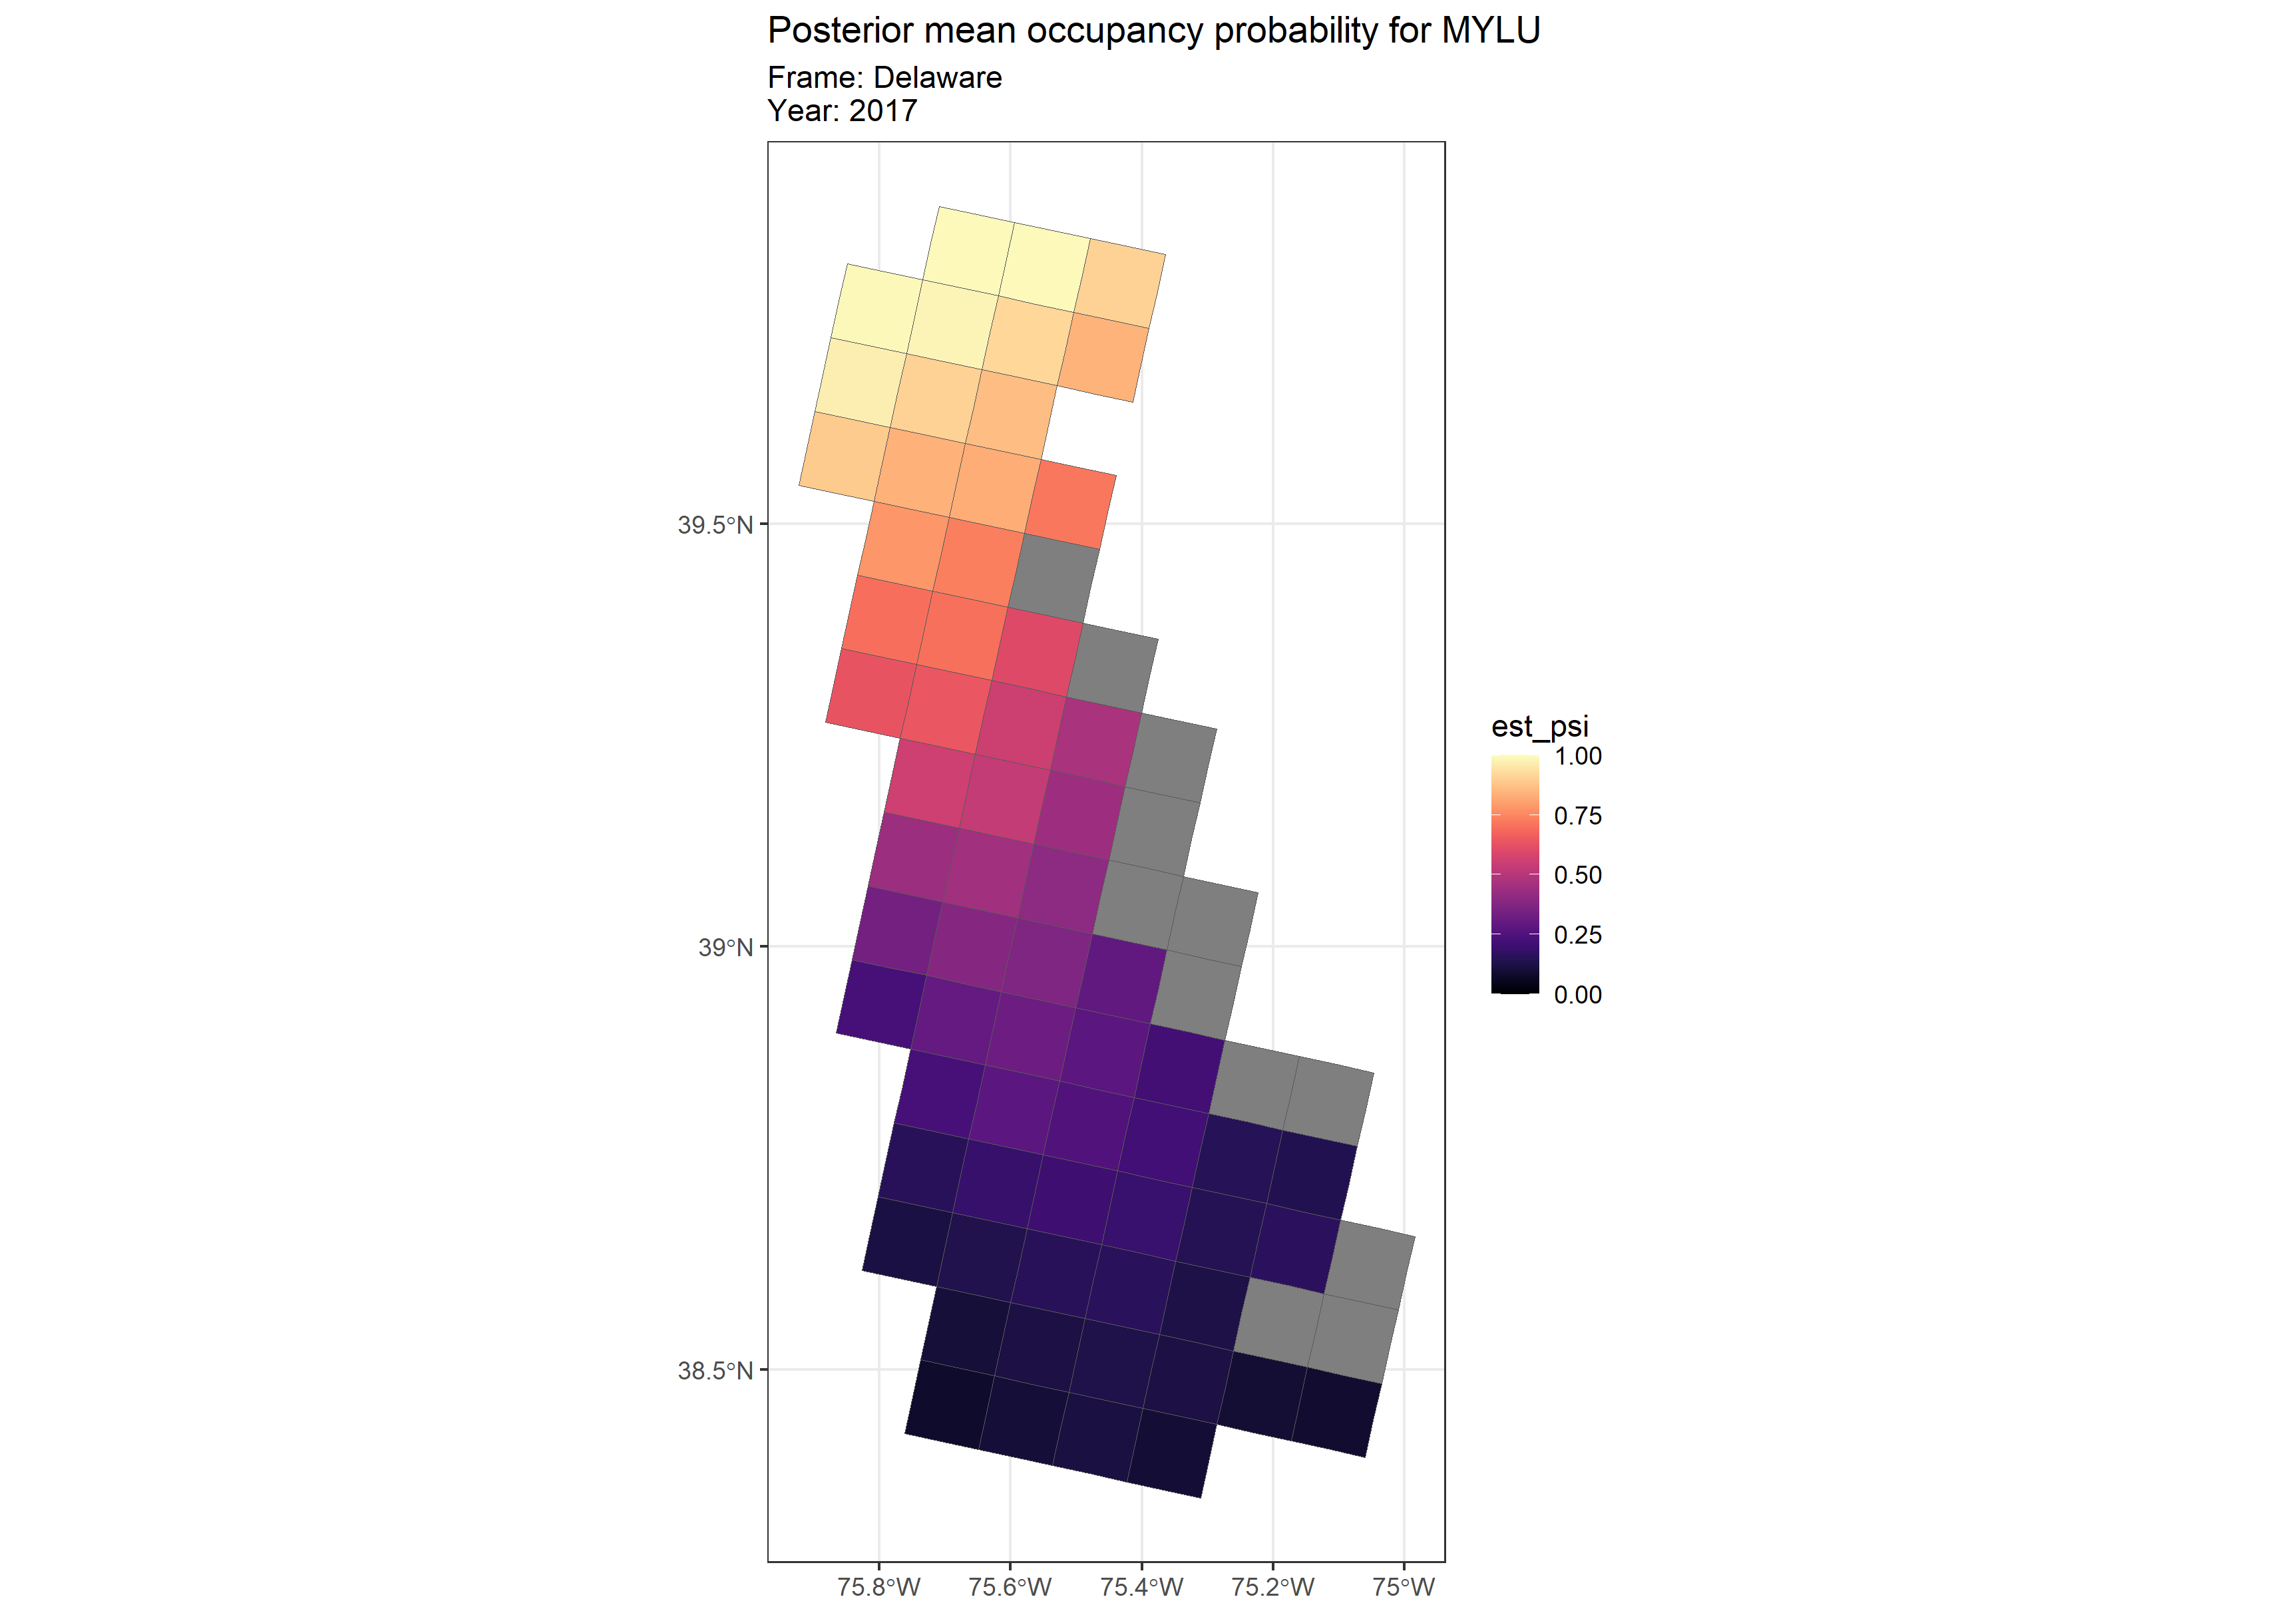 Posterior mean occupancy probability for MYLU
Frame: Delaware
Year: 2017
39.5°N
39°N
38.5°N
75.8°W
75.6°W
75.4°W
75.2°W
75°W
est_psi
1.00
0.75
0.50
0.25
0.00